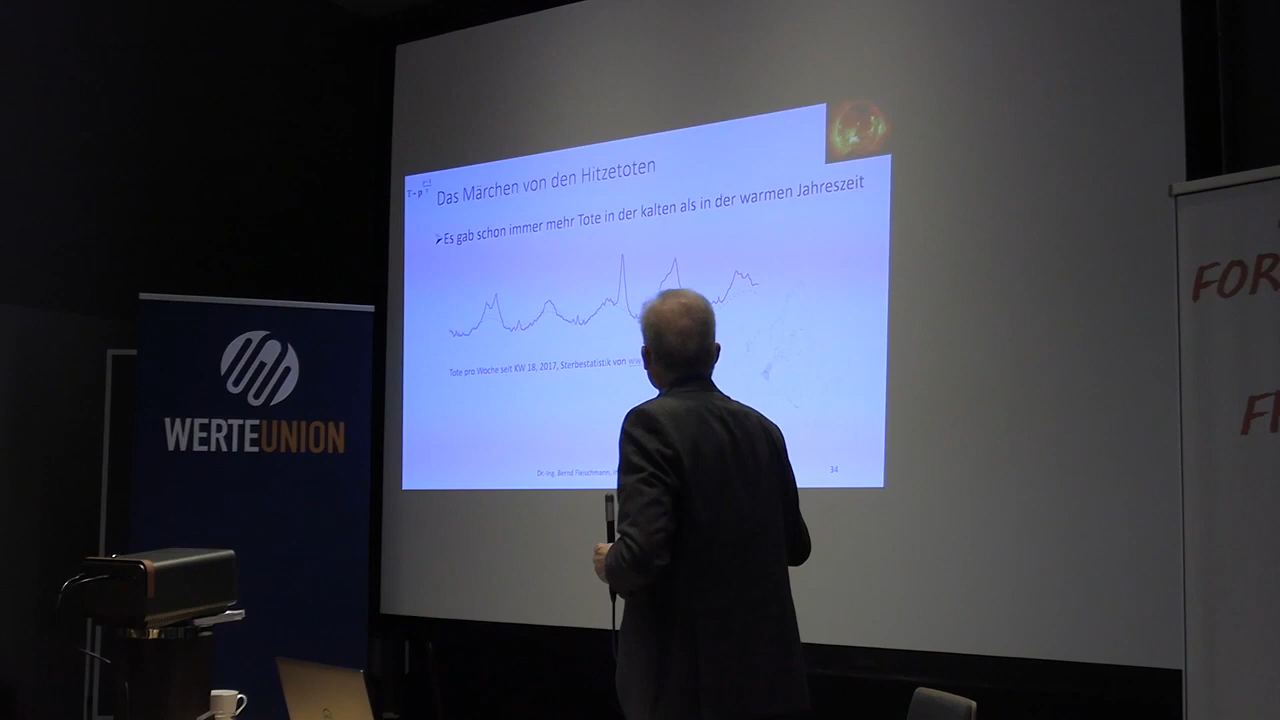 Das Märchen von den Hitzetoten
➢Es gab schon immer mehr Tote in der kalten als in der warmen Jahreszeit
Tote pro Woche seit KW 18, 2017, Sterbestatistik von ww
Dr.-Ing. Bernd Fleischmann,
34
WERTEUNION
FOR